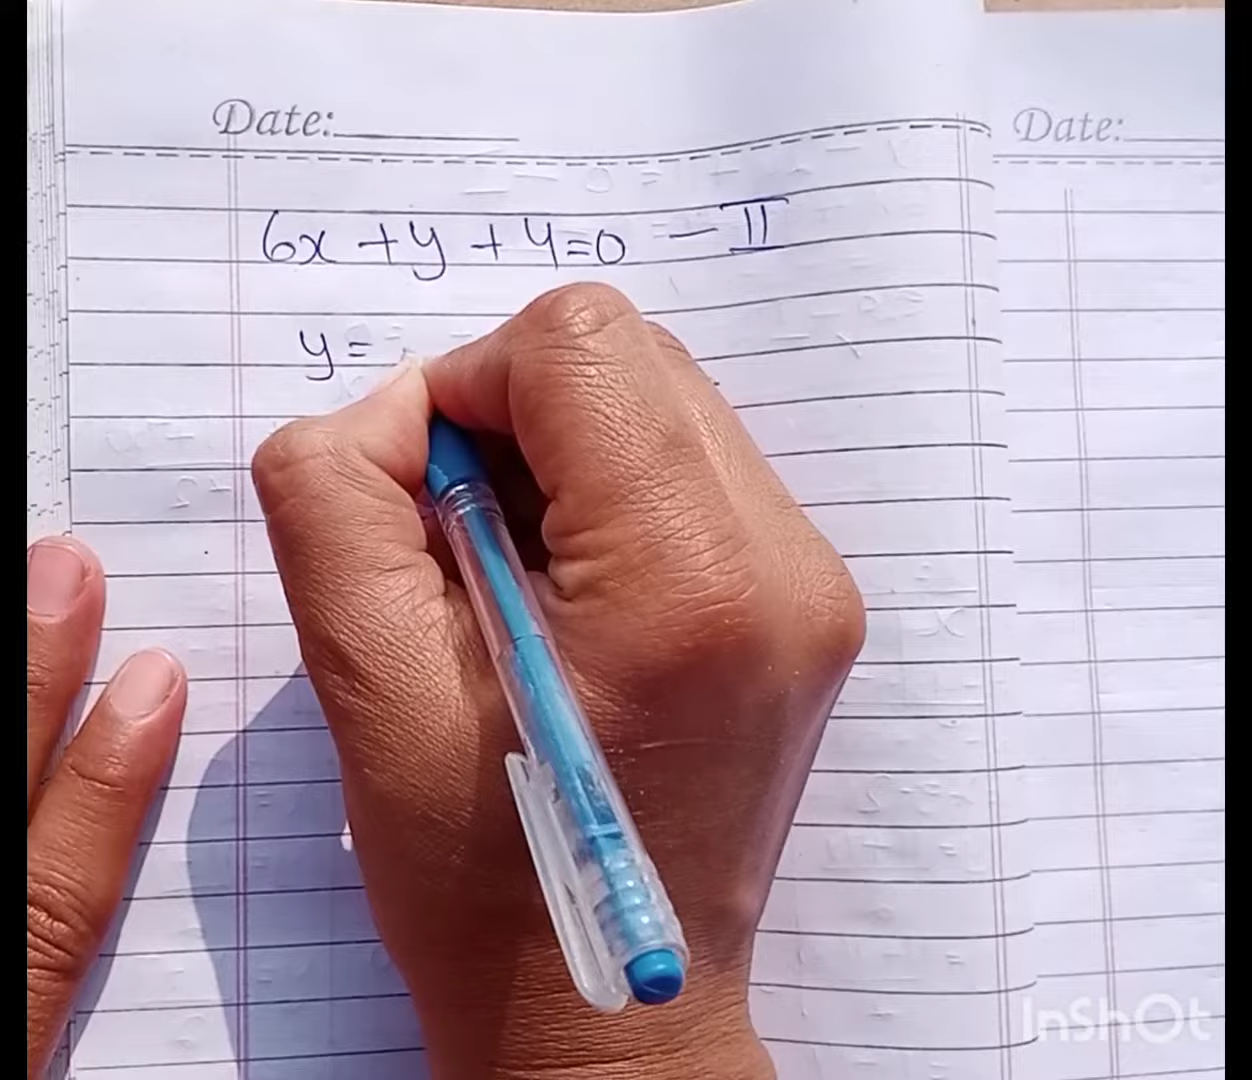 Date:
Date:
6x + y + 4 = 0 - II
y =
InShOt